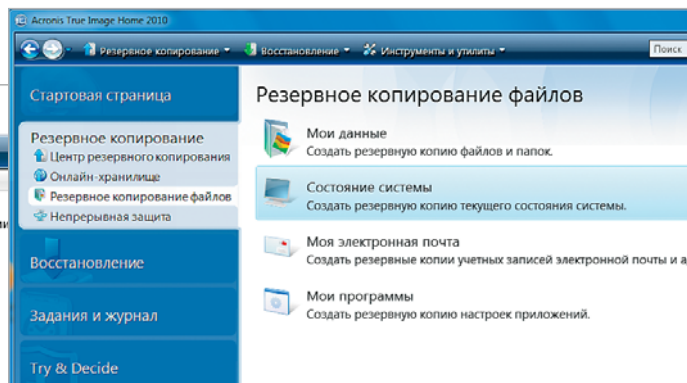 Acronis True Image Home 2010
Резервное копирование Восстановление Инструменты и утилиты Поиск
Стартовая страница
Резервное копирование
Центр резервного копирования
Онлайн-хранилище
Резервное копирование файлов
Непрерывная защита
Восстановление
Задания и журнал
Try & Decide
Резервное копирование файлов
Мои данные
Создать резервную копию файлов и папок.
Состояние системы
Создать резервную копию текущего состояния системы.
Моя электронная почта
Создать резервные копии учетных записей электронной почты и а
Мои программы
Создать резервную копию настроек приложений.